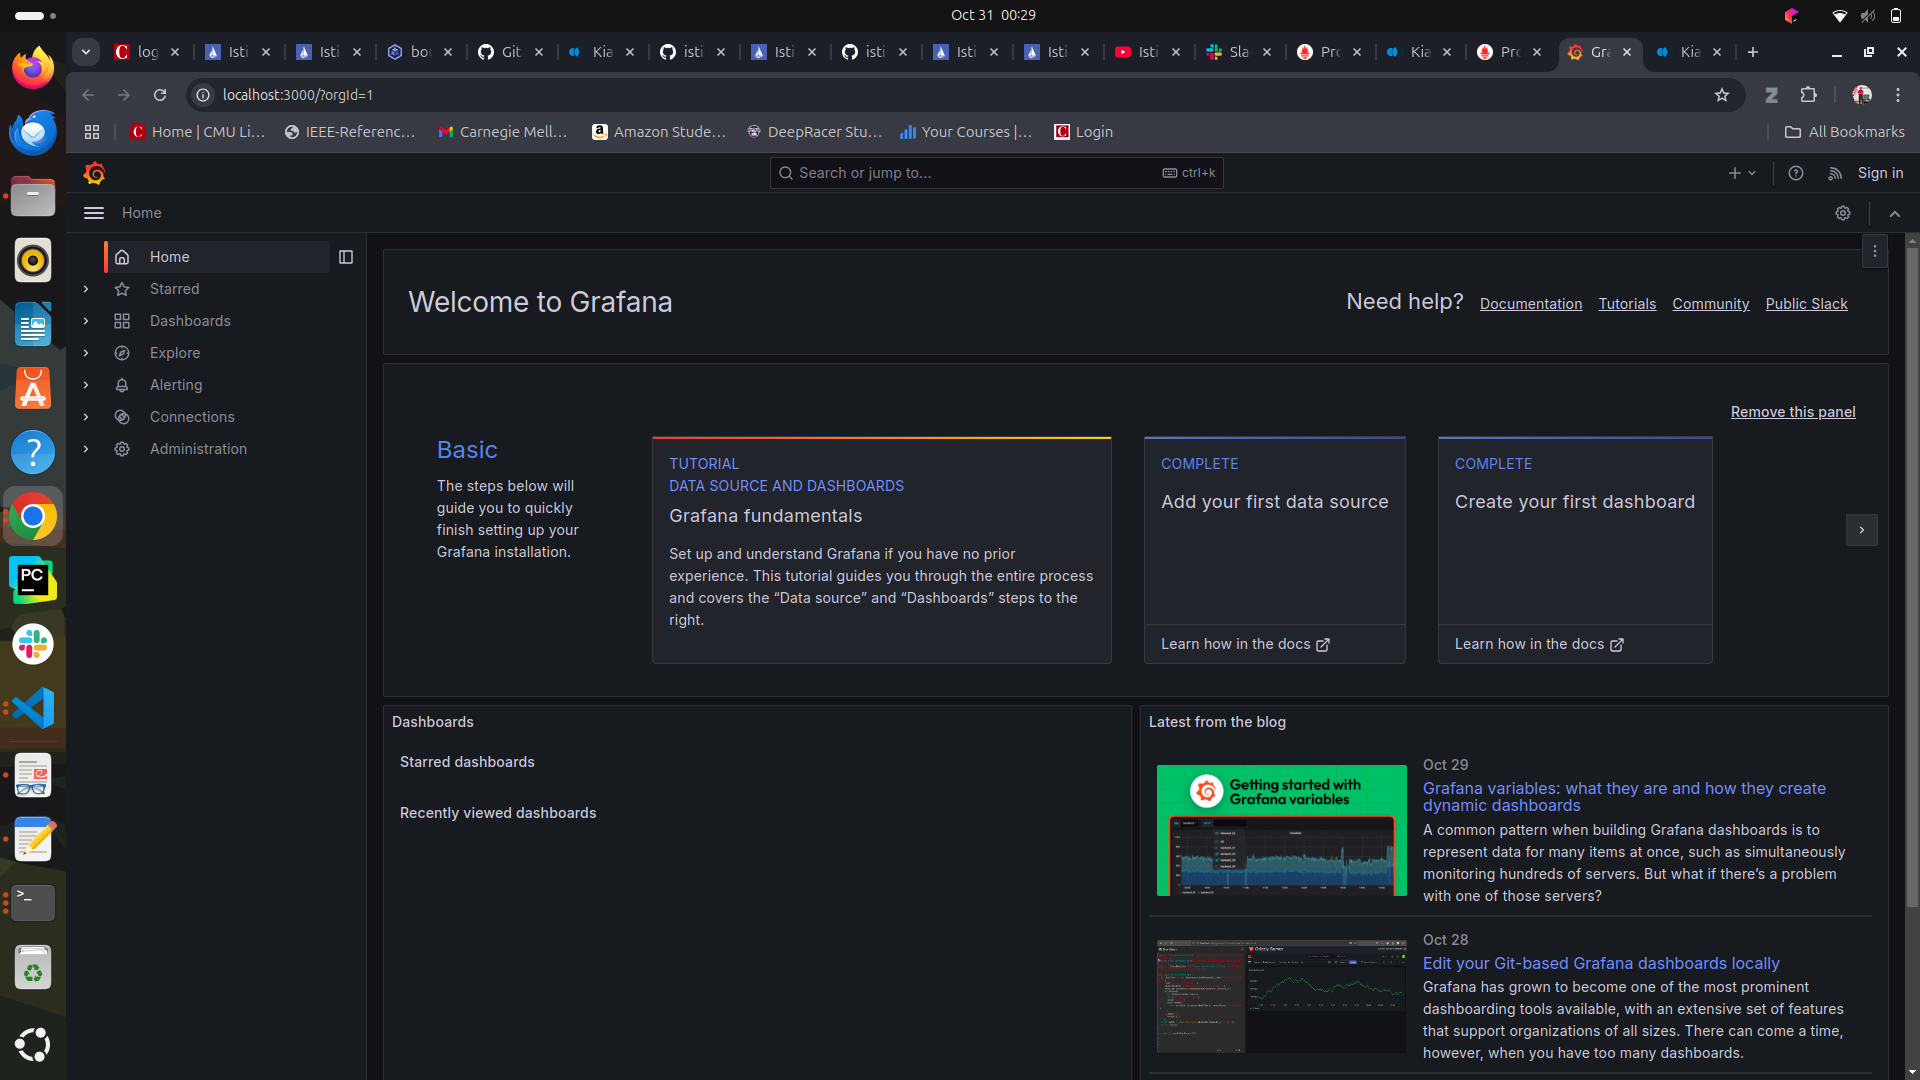 Oct 31 00:29
log
Isti
Isti
bo
Git
Kia
isti
Isti
isti
Isti
Isti
Isti
Sla
Pro
Kia
Pro
Gra
Kia
localhost:3000/?orgId=1
Home | CMU Li...
IEEE-Referenc...
Carnegie Mell...
Amazon Stude...
DeepRacer Stu...
Your Courses |...
Login
All Bookmarks
Search or jump to...
ctrl+k
Sign in
Home
Home
Starred
Dashboards
Explore
Alerting
Connections
Administration
Welcome to Grafana
Need help?
Documentation
Tutorials
Community
Public Slack
Remove this panel
Basic
The steps below will
guide you to quickly
finish setting up your
Grafana installation.
TUTORIAL
DATA SOURCE AND DASHBOARDS
Grafana fundamentals
Set up and understand Grafana if you have no prior
experience. This tutorial guides you through the entire process
and covers the “Data source” and “Dashboards” steps to the
right.
COMPLETE
Add your first data source
Learn how in the docs
COMPLETE
Create your first dashboard
Learn how in the docs
Dashboards
Starred dashboards
Recently viewed dashboards
Latest from the blog
Getting started with
Grafana variables
Oct 29
Grafana variables: what they are and how they create
dynamic dashboards
A common pattern when building Grafana dashboards is to
represent data for many items at once, such as simultaneously
monitoring hundreds of servers. But what if there’s a problem
with one of those servers?
Oct 28
Edit your Git-based Grafana dashboards locally
Grafana has grown to become one of the most prominent
dashboarding tools available, with an extensive set of features
that support organizations of all sizes. There can come a time,
however, when you have too many dashboards.
PC